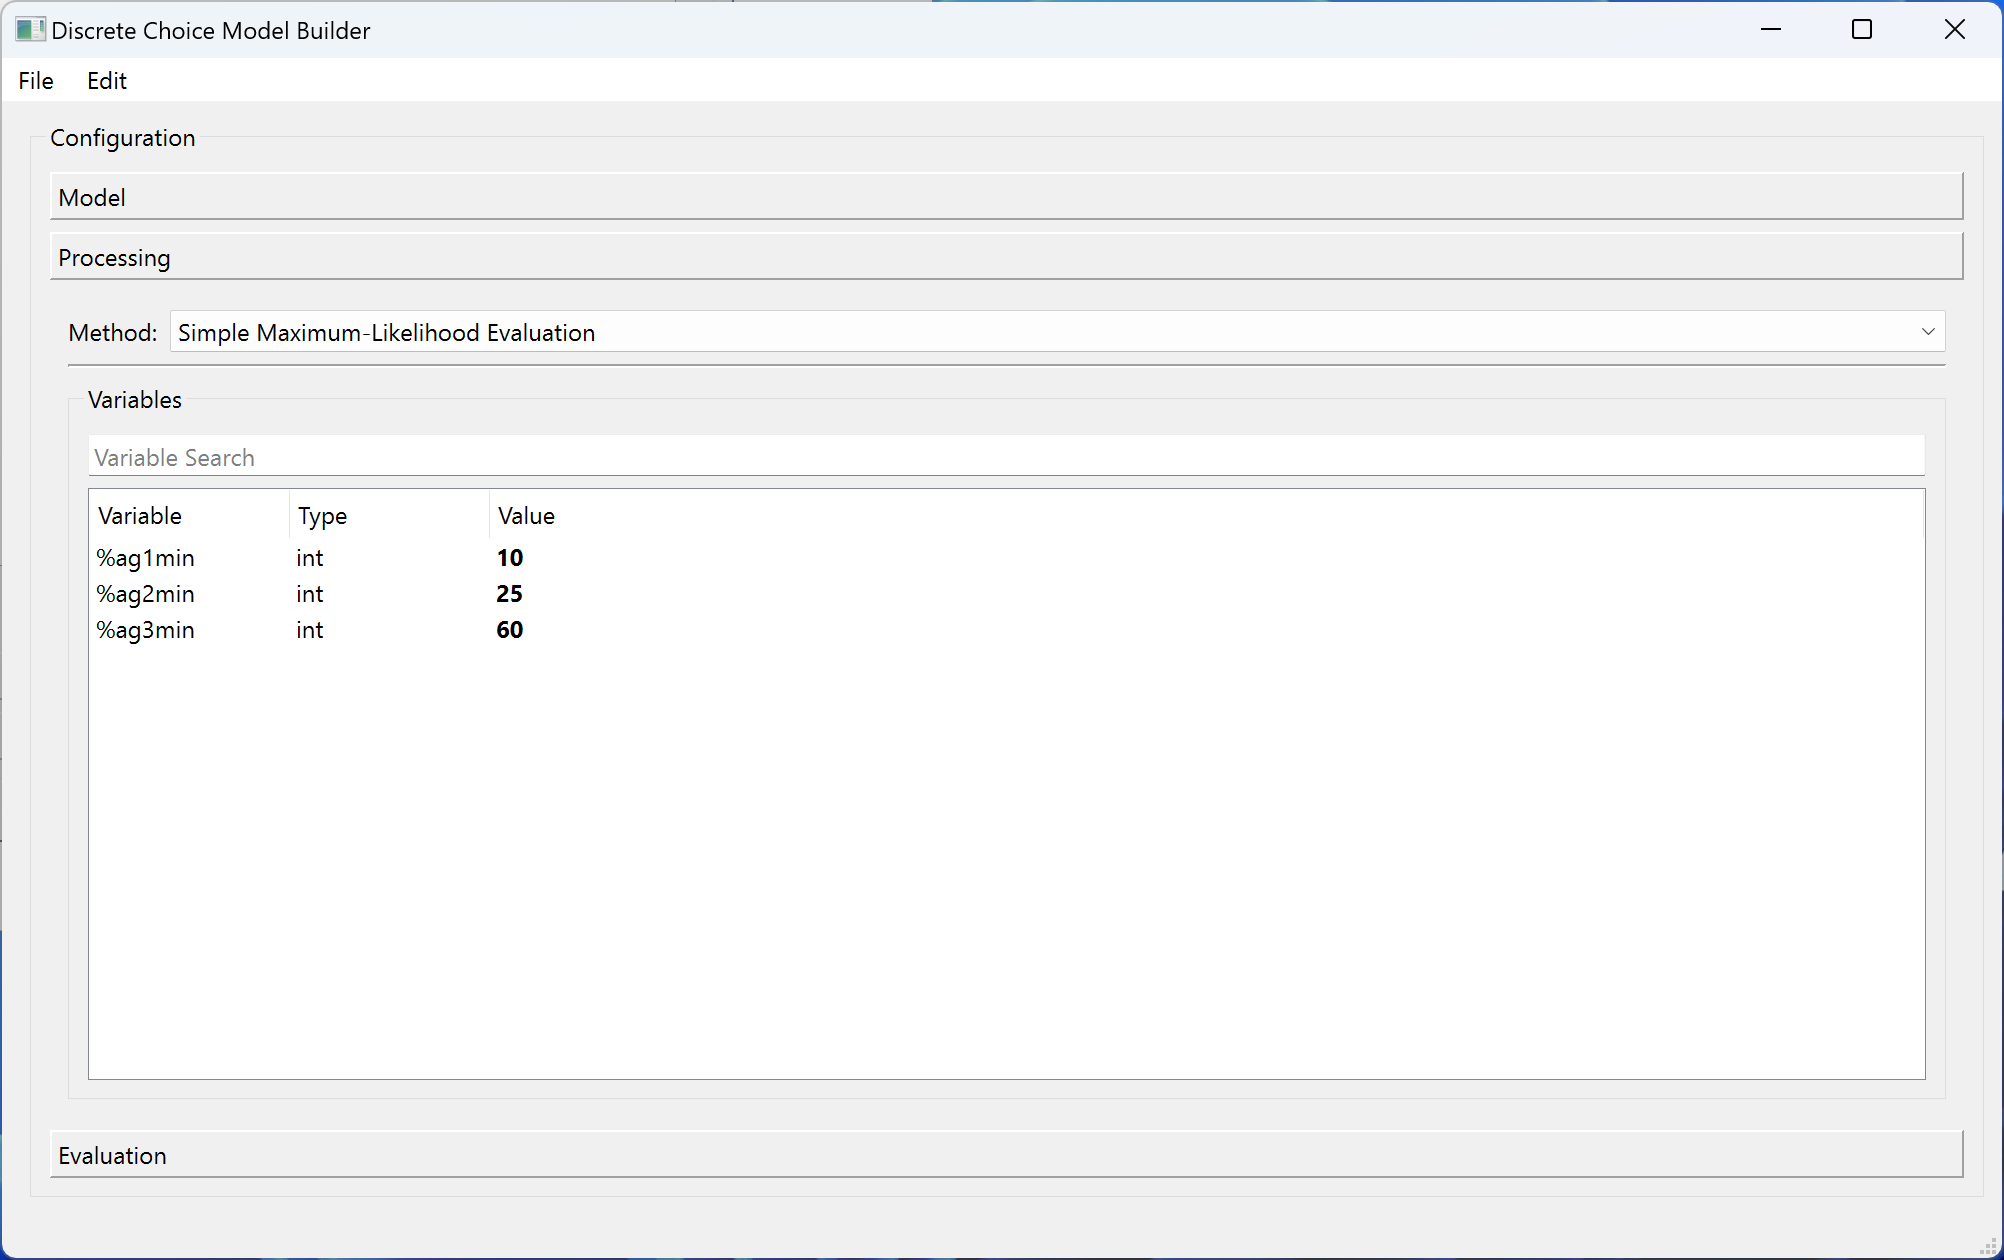 Discrete Choice Model Builder
File Edit
Configuration
Model
Processing
Method: Simple Maximum-Likelihood Evaluation
Variables
Variable Search
Variable Type Value
%ag1min int 10
%ag2min int 25
%ag3min int 60
Evaluation